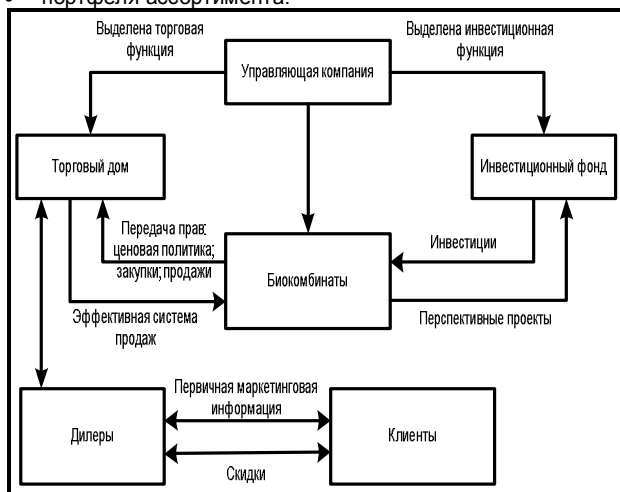 • портфеля ассортимента.
Выделена торговая
функция
Управляющая компания
Выделена инвестиционная
функция
Торговый дом
Инвестиционный фонд
Передача прав:
ценовая политика;
закупки; продажи
Биокомбинаты
Инвестиции
Эффективная система
продаж
Перспективные проекты
Первичная маркетинговая
информация
Дилеры
Клиенты
Скидки